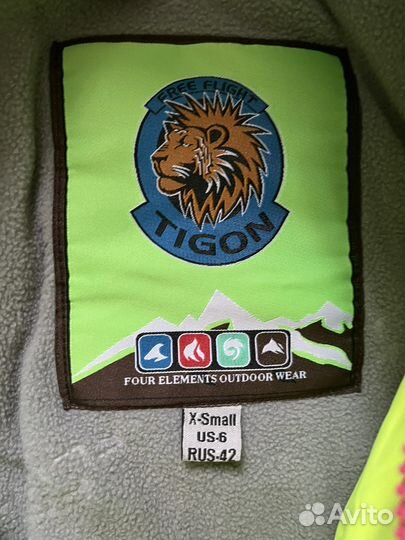 FREE FLIGHT
TIGON
FOUR ELEMENTS OUTDOOR WEAR
X-Small
US-6
RUS-42
Avito